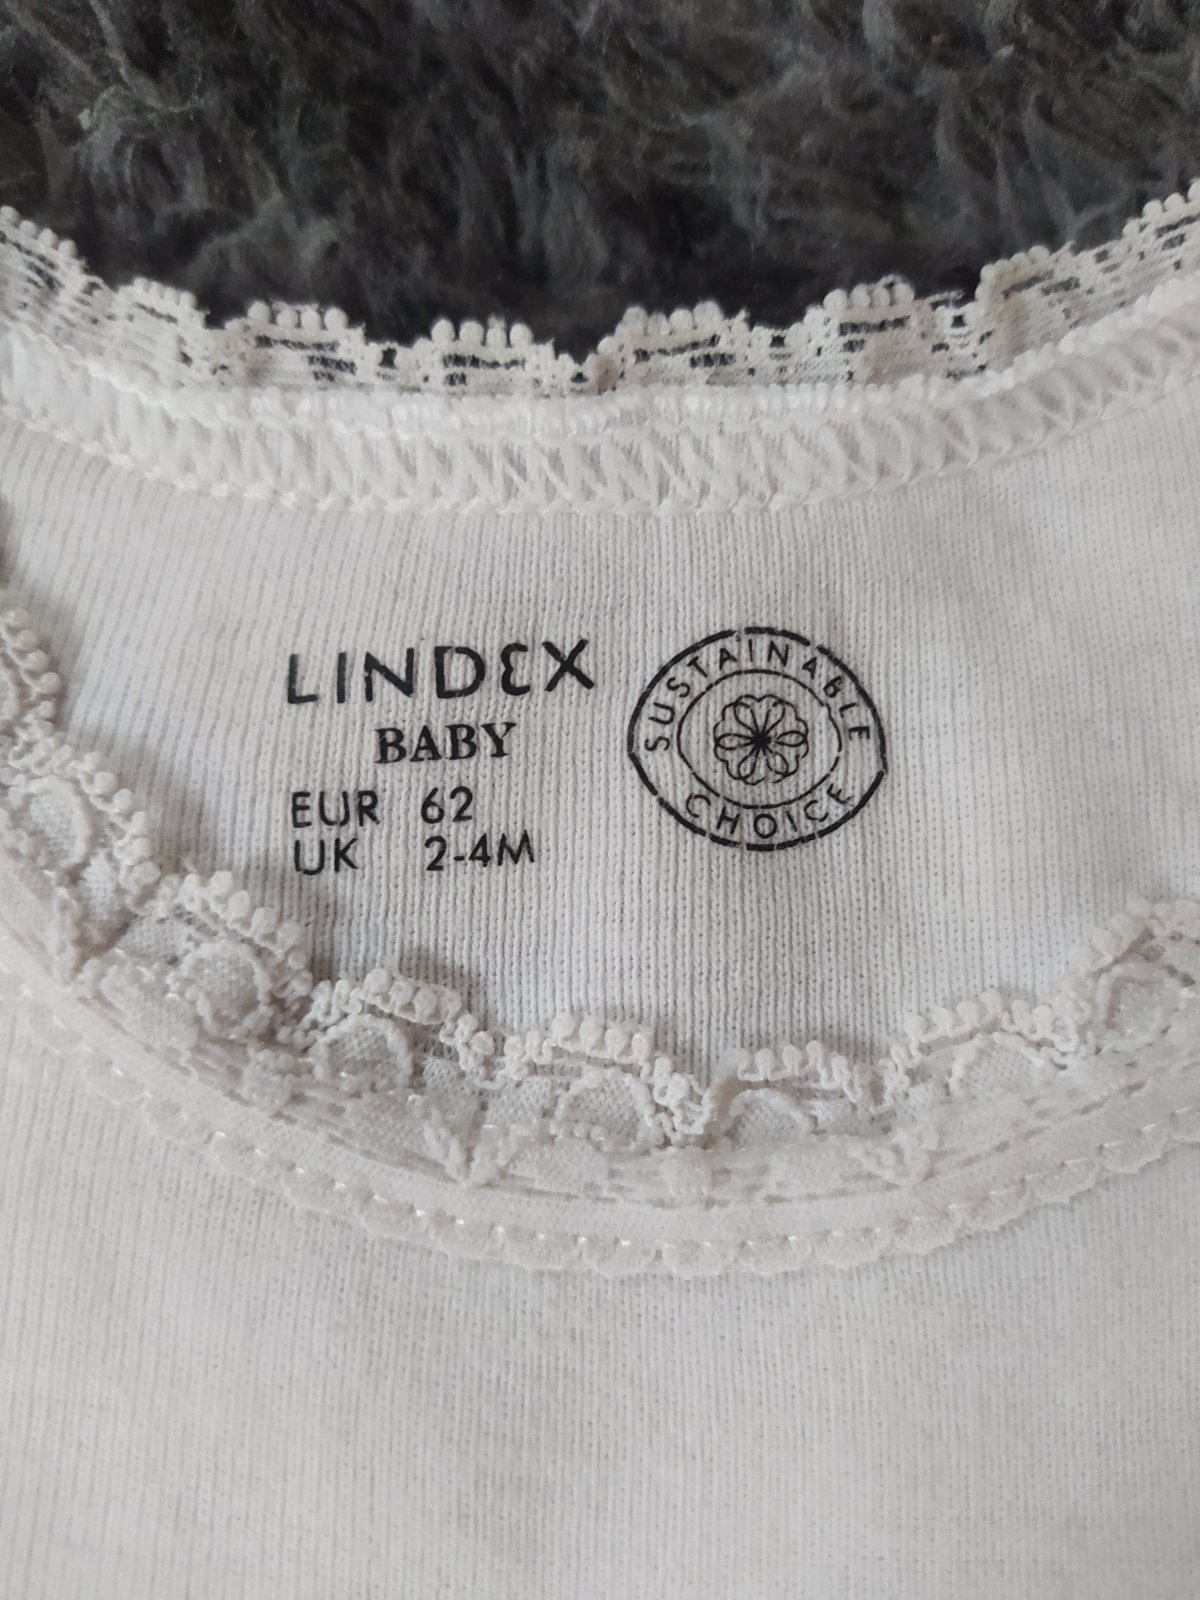 LINDEX
BABY
EUR 62
UK 2-4M
SUSTAINABLE
CHOICE